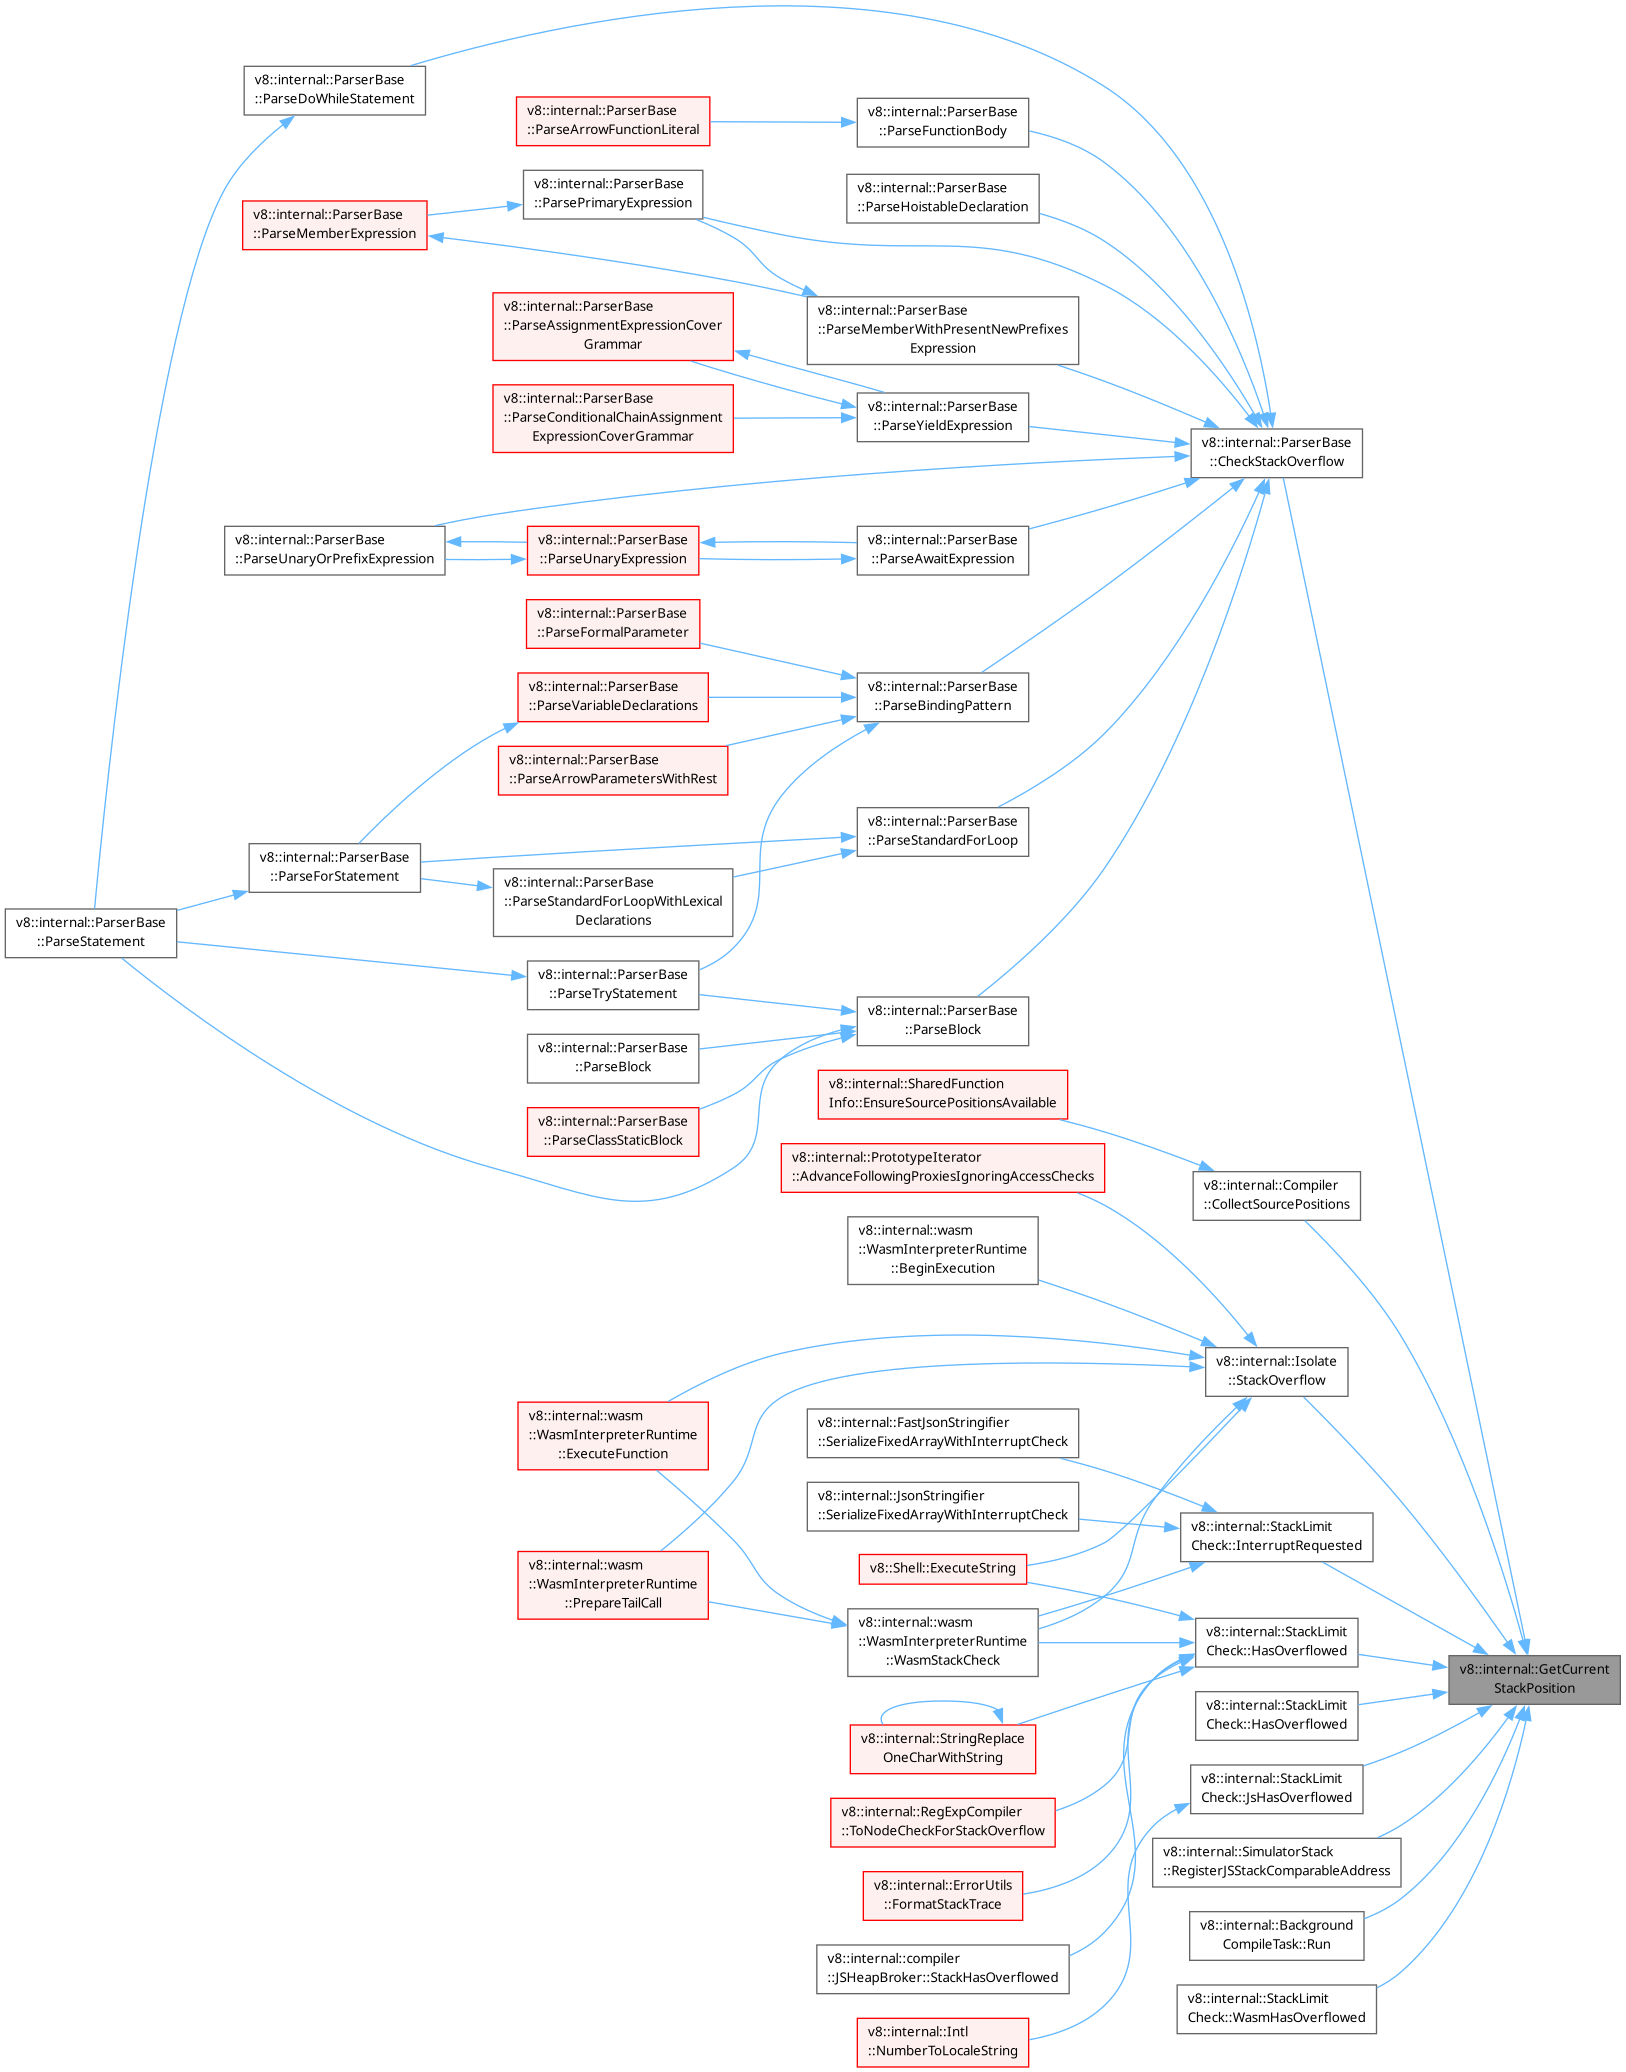 v8::internal::ParserBase
::ParseDoWhileStatement
v8::internal::ParserBase
::ParseArrowFunctionLiteral
v8::internal::ParserBase
::ParseFunctionBody
v8::internal::ParserBase
::ParsePrimaryExpression
v8::internal::ParserBase
::ParseHoistableDeclaration
v8::internal::ParserBase
::ParseMemberExpression
v8::internal::ParserBase
::ParseAssignmentExpressionCover
Grammar
v8::internal::ParserBase
::ParseMemberWithPresentNewPrefixes
Expression
v8::internal::ParserBase
::ParseConditionalChainAssignment
ExpressionCoverGrammar
v8::internal::ParserBase
::ParseYieldExpression
v8::internal::ParserBase
::CheckStackOverflow
v8::internal::ParserBase
::ParseUnaryOrPrefixExpression
v8::internal::ParserBase
::ParseUnaryExpression
v8::internal::ParserBase
::ParseAwaitExpression
v8::internal::ParserBase
::ParseFormalParameter
v8::internal::ParserBase
::ParseVariableDeclarations
v8::internal::ParserBase
::ParseBindingPattern
v8::internal::ParserBase
::ParseArrowParametersWithRest
v8::internal::ParserBase
::ParseStandardForLoop
v8::internal::ParserBase
::ParseForStatement
v8::internal::ParserBase
::ParseStandardForLoopWithLexical
Declarations
v8::internal::ParserBase
::ParseStatement
v8::internal::ParserBase
::ParseTryStatement
v8::internal::ParserBase
::ParseBlock
v8::internal::ParserBase
::ParseBlock
v8::internal::ParserBase
::ParseClassStaticBlock
v8::internal::SharedFunction
Info::EnsureSourcePositionsAvailable
v8::internal::PrototypeIterator
::AdvanceFollowingProxiesIgnoringAccessChecks
v8::internal::Compiler
::CollectSourcePositions
v8::internal::wasm
::WasmInterpreterRuntime
::BeginExecution
v8::internal::Isolate
::StackOverflow
v8::internal::wasm
::WasmInterpreterRuntime
::ExecuteFunction
v8::internal::FastJsonStringifier
::SerializeFixedArrayWithInterruptCheck
v8::internal::JsonStringifier
::SerializeFixedArrayWithInterruptCheck
v8::internal::StackLimit
Check::InterruptRequested
v8::internal::wasm
::WasmInterpreterRuntime
::PrepareTailCall
v8::Shell::ExecuteString
v8::internal::wasm
::WasmInterpreterRuntime
::WasmStackCheck
v8::internal::StackLimit
Check::HasOverflowed
v8::internal::GetCurrent
StackPosition
v8::internal::StackLimit
Check::HasOverflowed
v8::internal::StringReplace
OneCharWithString
v8::internal::StackLimit
Check::JsHasOverflowed
v8::internal::RegExpCompiler
::ToNodeCheckForStackOverflow
v8::internal::SimulatorStack
::RegisterJSStackComparableAddress
v8::internal::ErrorUtils
::FormatStackTrace
v8::internal::Background
CompileTask::Run
v8::internal::compiler
::JSHeapBroker::StackHasOverflowed
v8::internal::StackLimit
Check::WasmHasOverflowed
v8::internal::Intl
::NumberToLocaleString